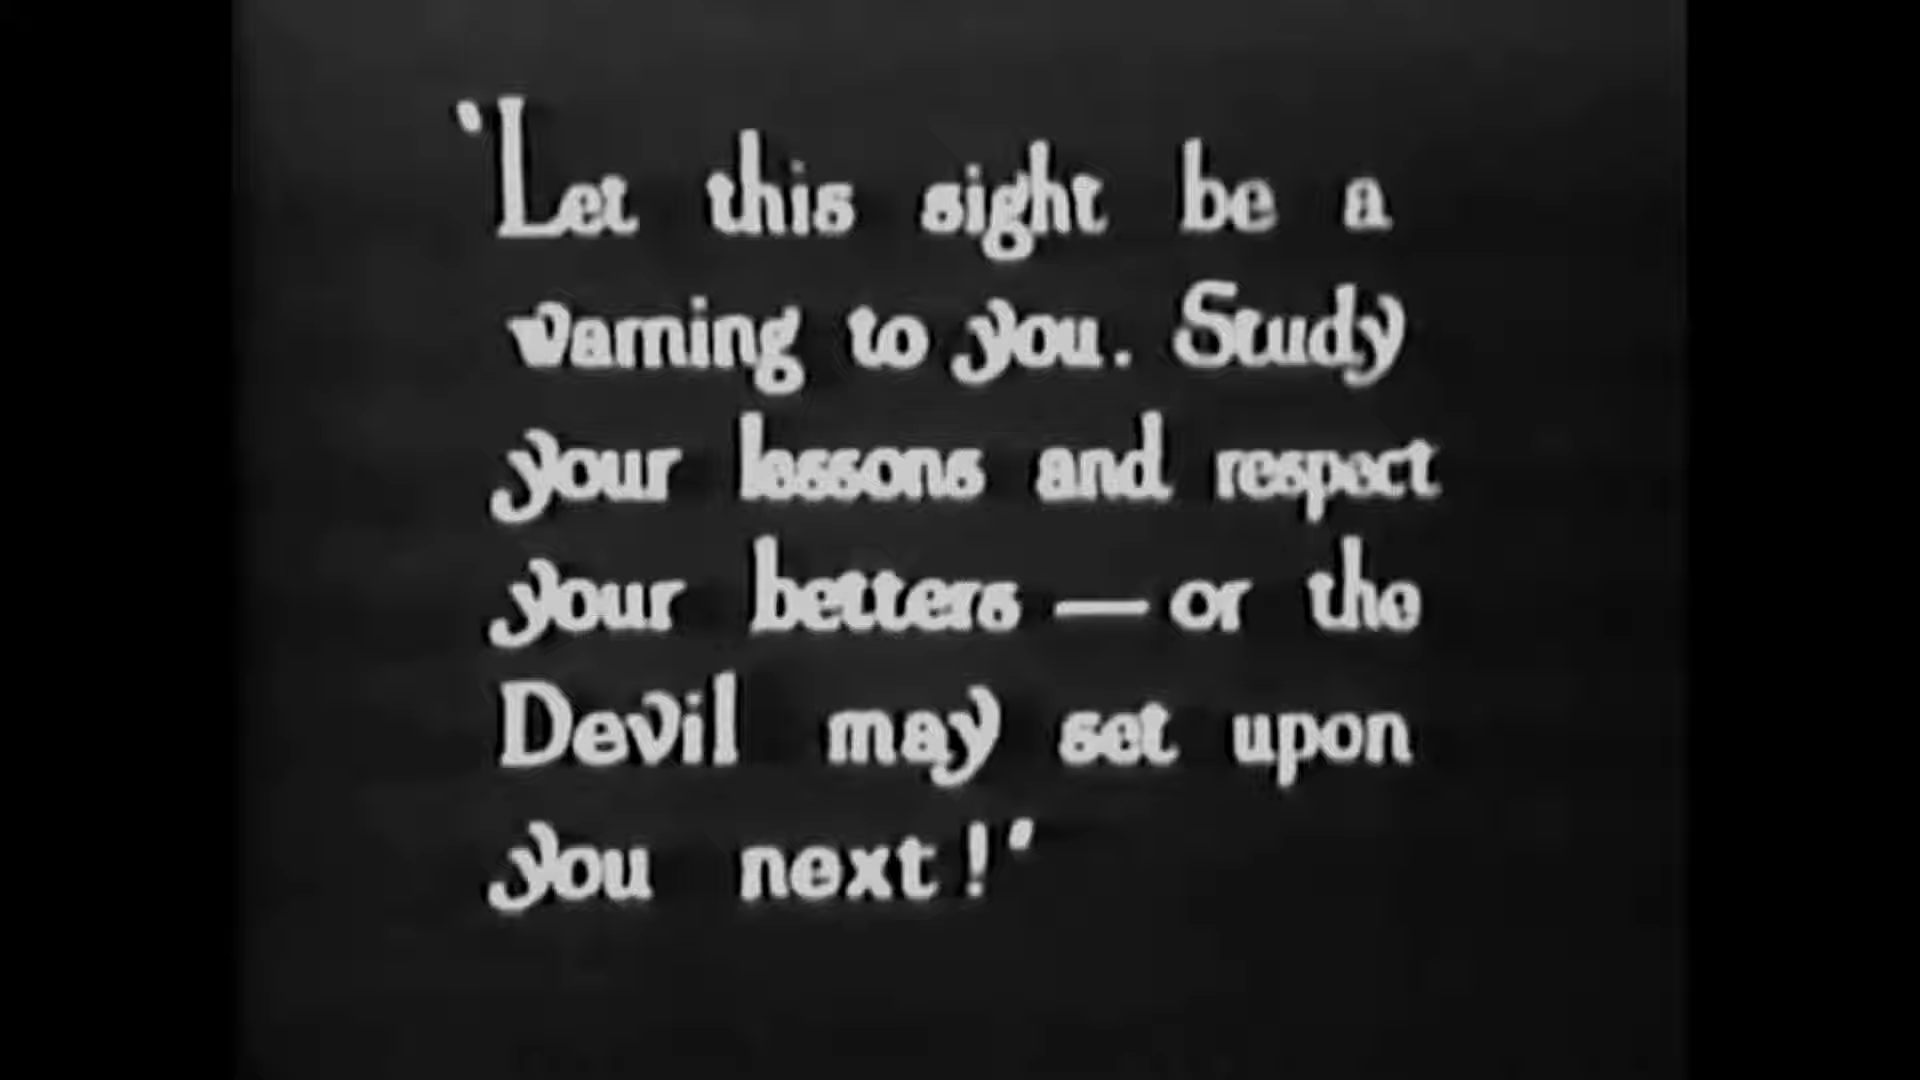 'Let this sight be a
warning to you. Study
your lessons and respect
your betters — or the
Devil may set upon
you next!'